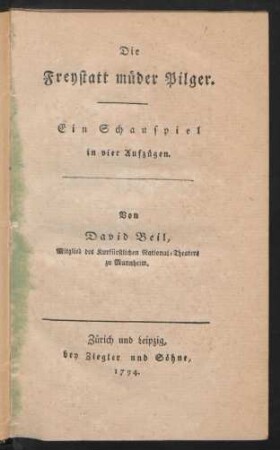 Die
Freystatt müder Pilger.
Ein Schauspiel
in vier Aufzügen.
Von
David Beil,
Mitglied des Kurfürstlichen National-Theaters
zu Mannheim.
Zürich und Leipzig,
bey Ziegler und Söhne,
1794.